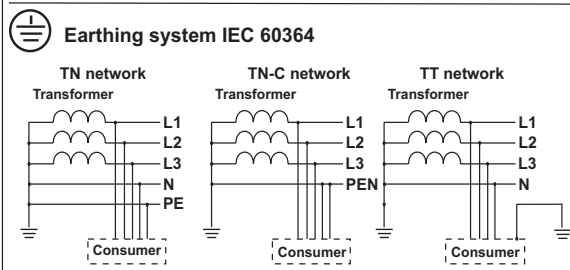 Earthing system IEC 60364
TN network TN-C network TT network
Transformer Transformer Transformer
L1 L1 L1
L2 L2 L2
L3 L3 L3
N PEN N
PE
Consumer Consumer Consumer